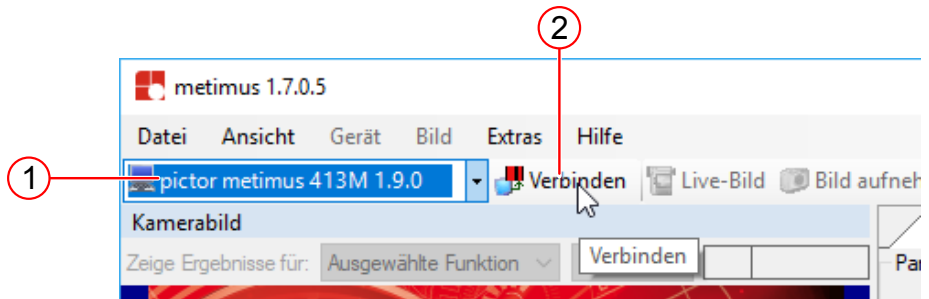 2
metimus 1.7.0.5
Datei Ansicht Gerät Bild Extras Hilfe
1 pictor metimus 413M 1.9.0 Verbinden Live-Bild Bild aufneh
Kamerabild
Zeige Ergebnisse für: Ausgewählte Funktion Verbinden Par